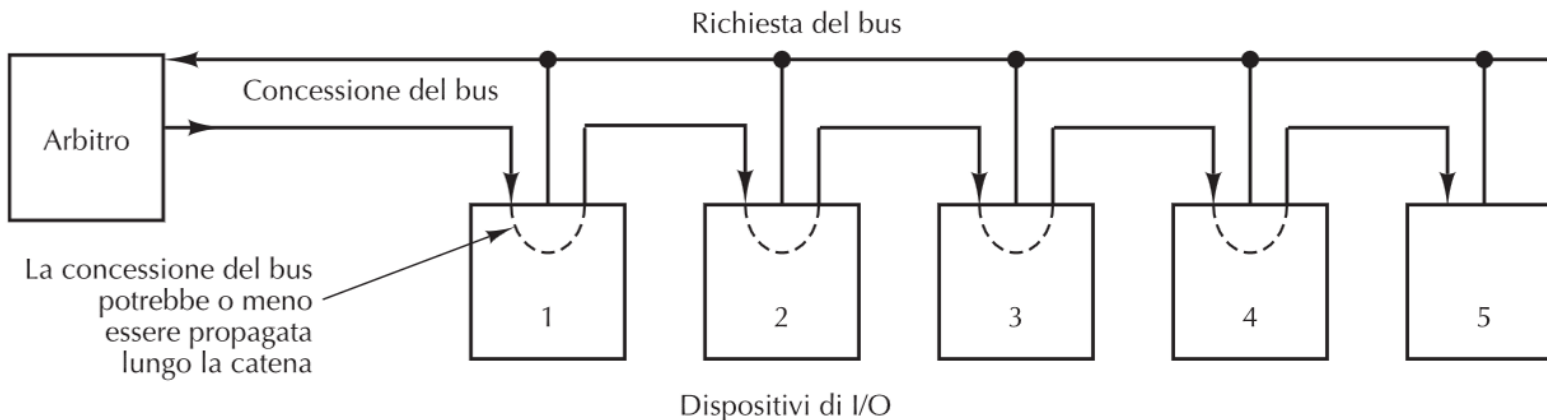 Richiesta del bus
Concessione del bus
Arbitro
La concessione del bus
potrebbe o meno
essere propagata
lungo la catena
1
2
3
4
5
Dispositivi di I/O